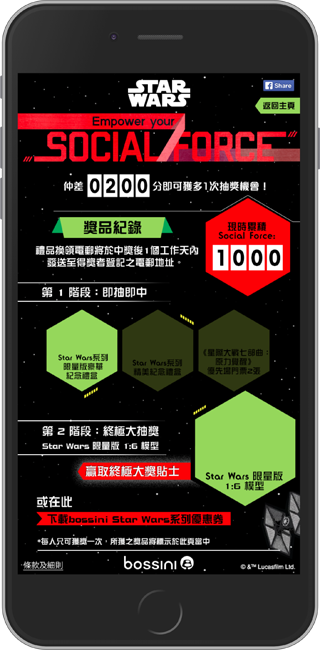 STAR
WARS
Share
返回主頁
Empower your
SOCIAL FORCE
仲差 0200 分即可獲多1次抽獎機會！
獎品紀錄
禮品換領電郵將於中獎後1個工作天內
發送至得獎者登記之電郵地址。
現時累積
Social Force:
1000
第 1 階段：即抽即中
Star Wars系列
限量版豪華
紀念禮盒
Star Wars系列
精美紀念禮盒
《星球大戰七部曲：
原力覺醒》
優先場門票2張
第 2 階段：終極大抽獎
Star Wars 限量版 1:6 模型
贏取終極大獎貼士
Star Wars 限量版
1:6 模型
或在此
下載bossini Star Wars系列優惠券
*每人只可獲獎一次，所獲之獎品將標示於此頁當中
條款及細則
bossini
© &™ Lucasfilm Ltd.